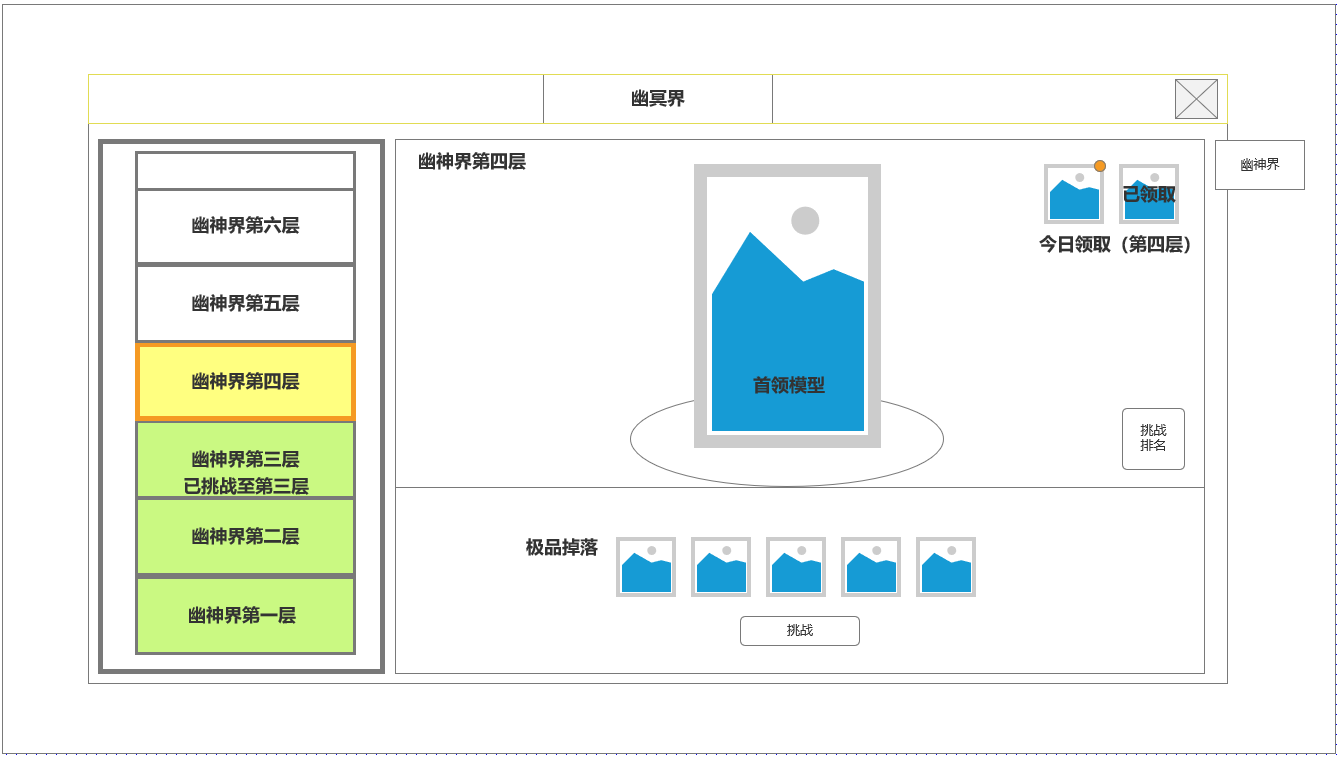 幽冥界
幽神界
幽神界第六层
幽神界第五层
幽神界第四层
幽神界第三层
已挑战至第三层
幽神界第二层
幽神界第一层
幽神界第四层
首领模型
已领取
今日领取（第四层）
挑战
排名
极品掉落
挑战